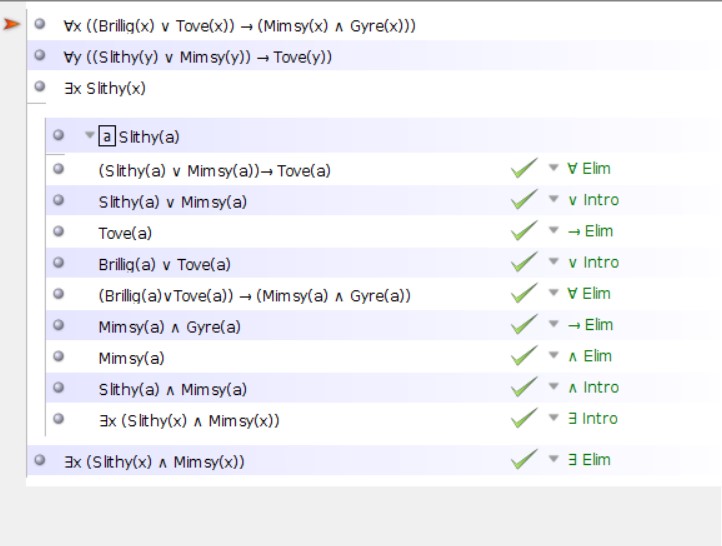 ∀x ((Brillig(x) ∨ Tove(x)) → (Mimsy(x) ∧ Gyre(x)))
∀y ((Slithy(y) ∨ Mimsy(y)) → Tove(y))
∃x Slithy(x)
a Slithy(a)
(Slithy(a) ∨ Mimsy(a))→ Tove(a) ∀ Elim
Slithy(a) ∨ Mimsy(a) ∨ Intro
Tove(a) → Elim
Brillig(a) ∨ Tove(a) ∨ Intro
(Brillig(a)∨Tove(a)) → (Mimsy(a) ∧ Gyre(a)) ∀ Elim
Mimsy(a) ∧ Gyre(a) → Elim
Mimsy(a) ∧ Elim
Slithy(a) ∧ Mimsy(a) ∧ Intro
∃x (Slithy(x) ∧ Mimsy(x)) ∃ Intro
∃x (Slithy(x) ∧ Mimsy(x)) ∃ Elim